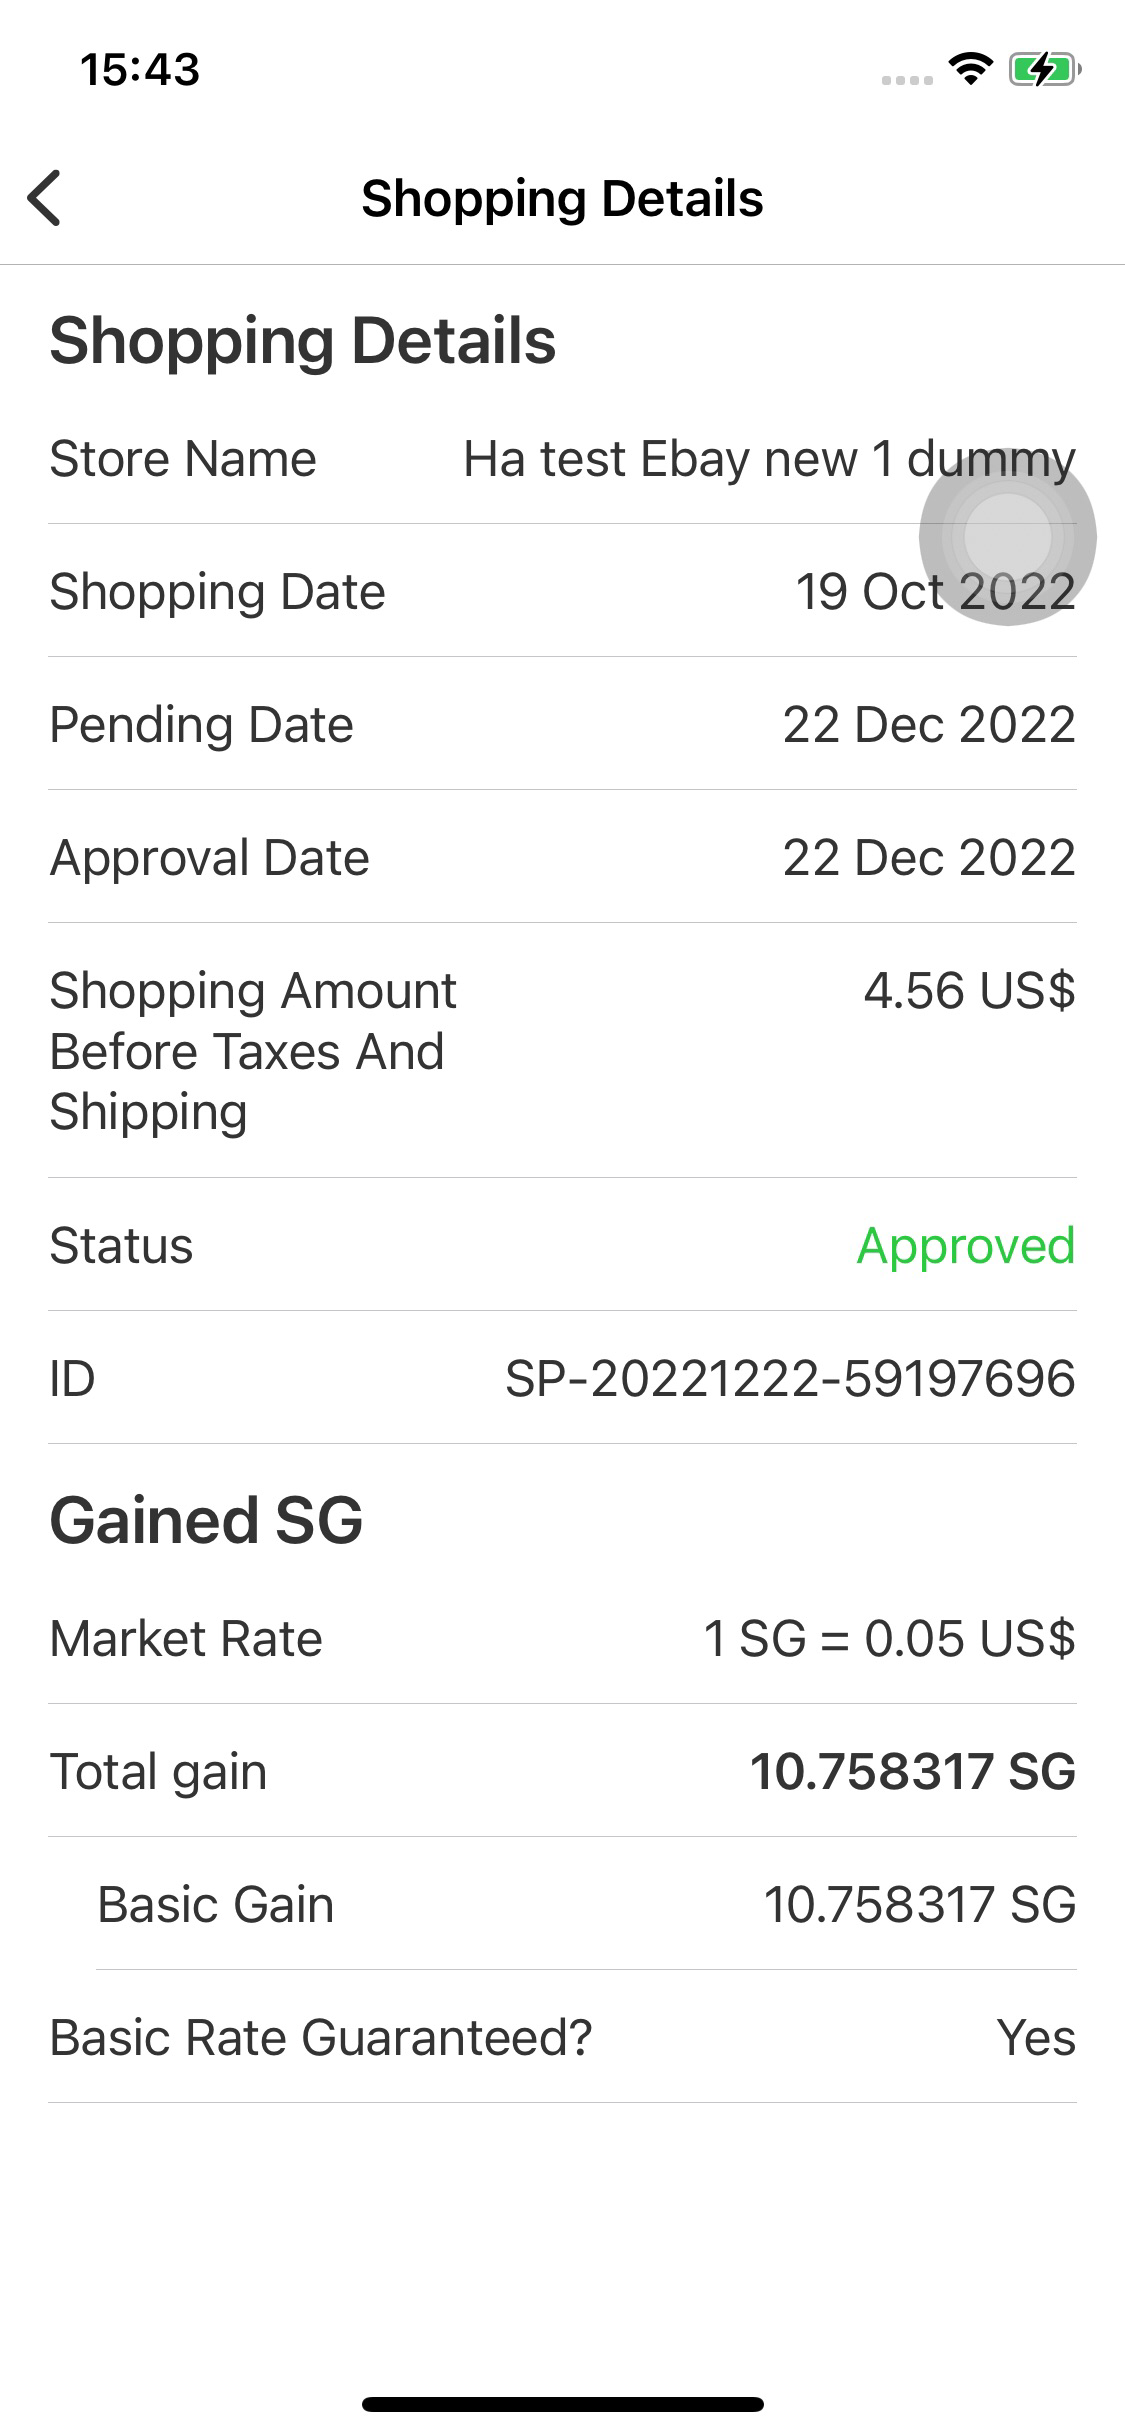 15:43
Shopping Details
Shopping Details
Store Name Ha test Ebay new 1 dummy
Shopping Date 19 Oct 2022
Pending Date 22 Dec 2022
Approval Date 22 Dec 2022
Shopping Amount 4.56 US$
Before Taxes And
Shipping
Status Approved
ID SP-20221222-59197696
Gained SG
Market Rate 1 SG = 0.05 US$
Total gain 10.758317 SG
Basic Gain 10.758317 SG
Basic Rate Guaranteed? Yes